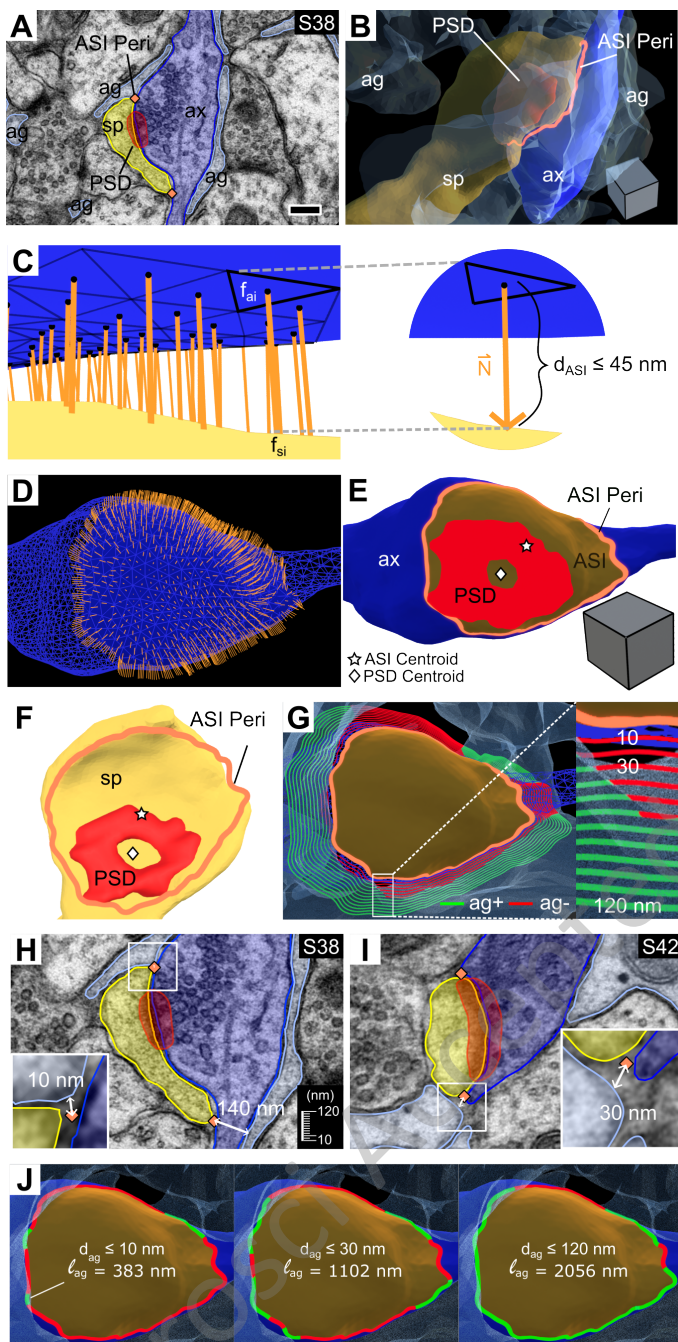 A
ASI Peri
S38
ag
sp
ax
ag
PSD
ag
ag
B
PSD
ASI Peri
ag
ag
sp
ax
C
fai
fsi
N
dASI ≤ 45 nm
D
E
ASI Peri
ax
ASI
PSD
ASI Centroid
PSD Centroid
F
ASI Peri
sp
PSD
G
ag+ ag-
10
30
120 nm
H
S38
10 nm
140 nm
(nm)
120
10
I
S42
30 nm
J
dag ≤ 10 nm
ℓag = 383 nm
dag ≤ 30 nm
ℓag = 1102 nm
dag ≤ 120 nm
ℓag = 2056 nm